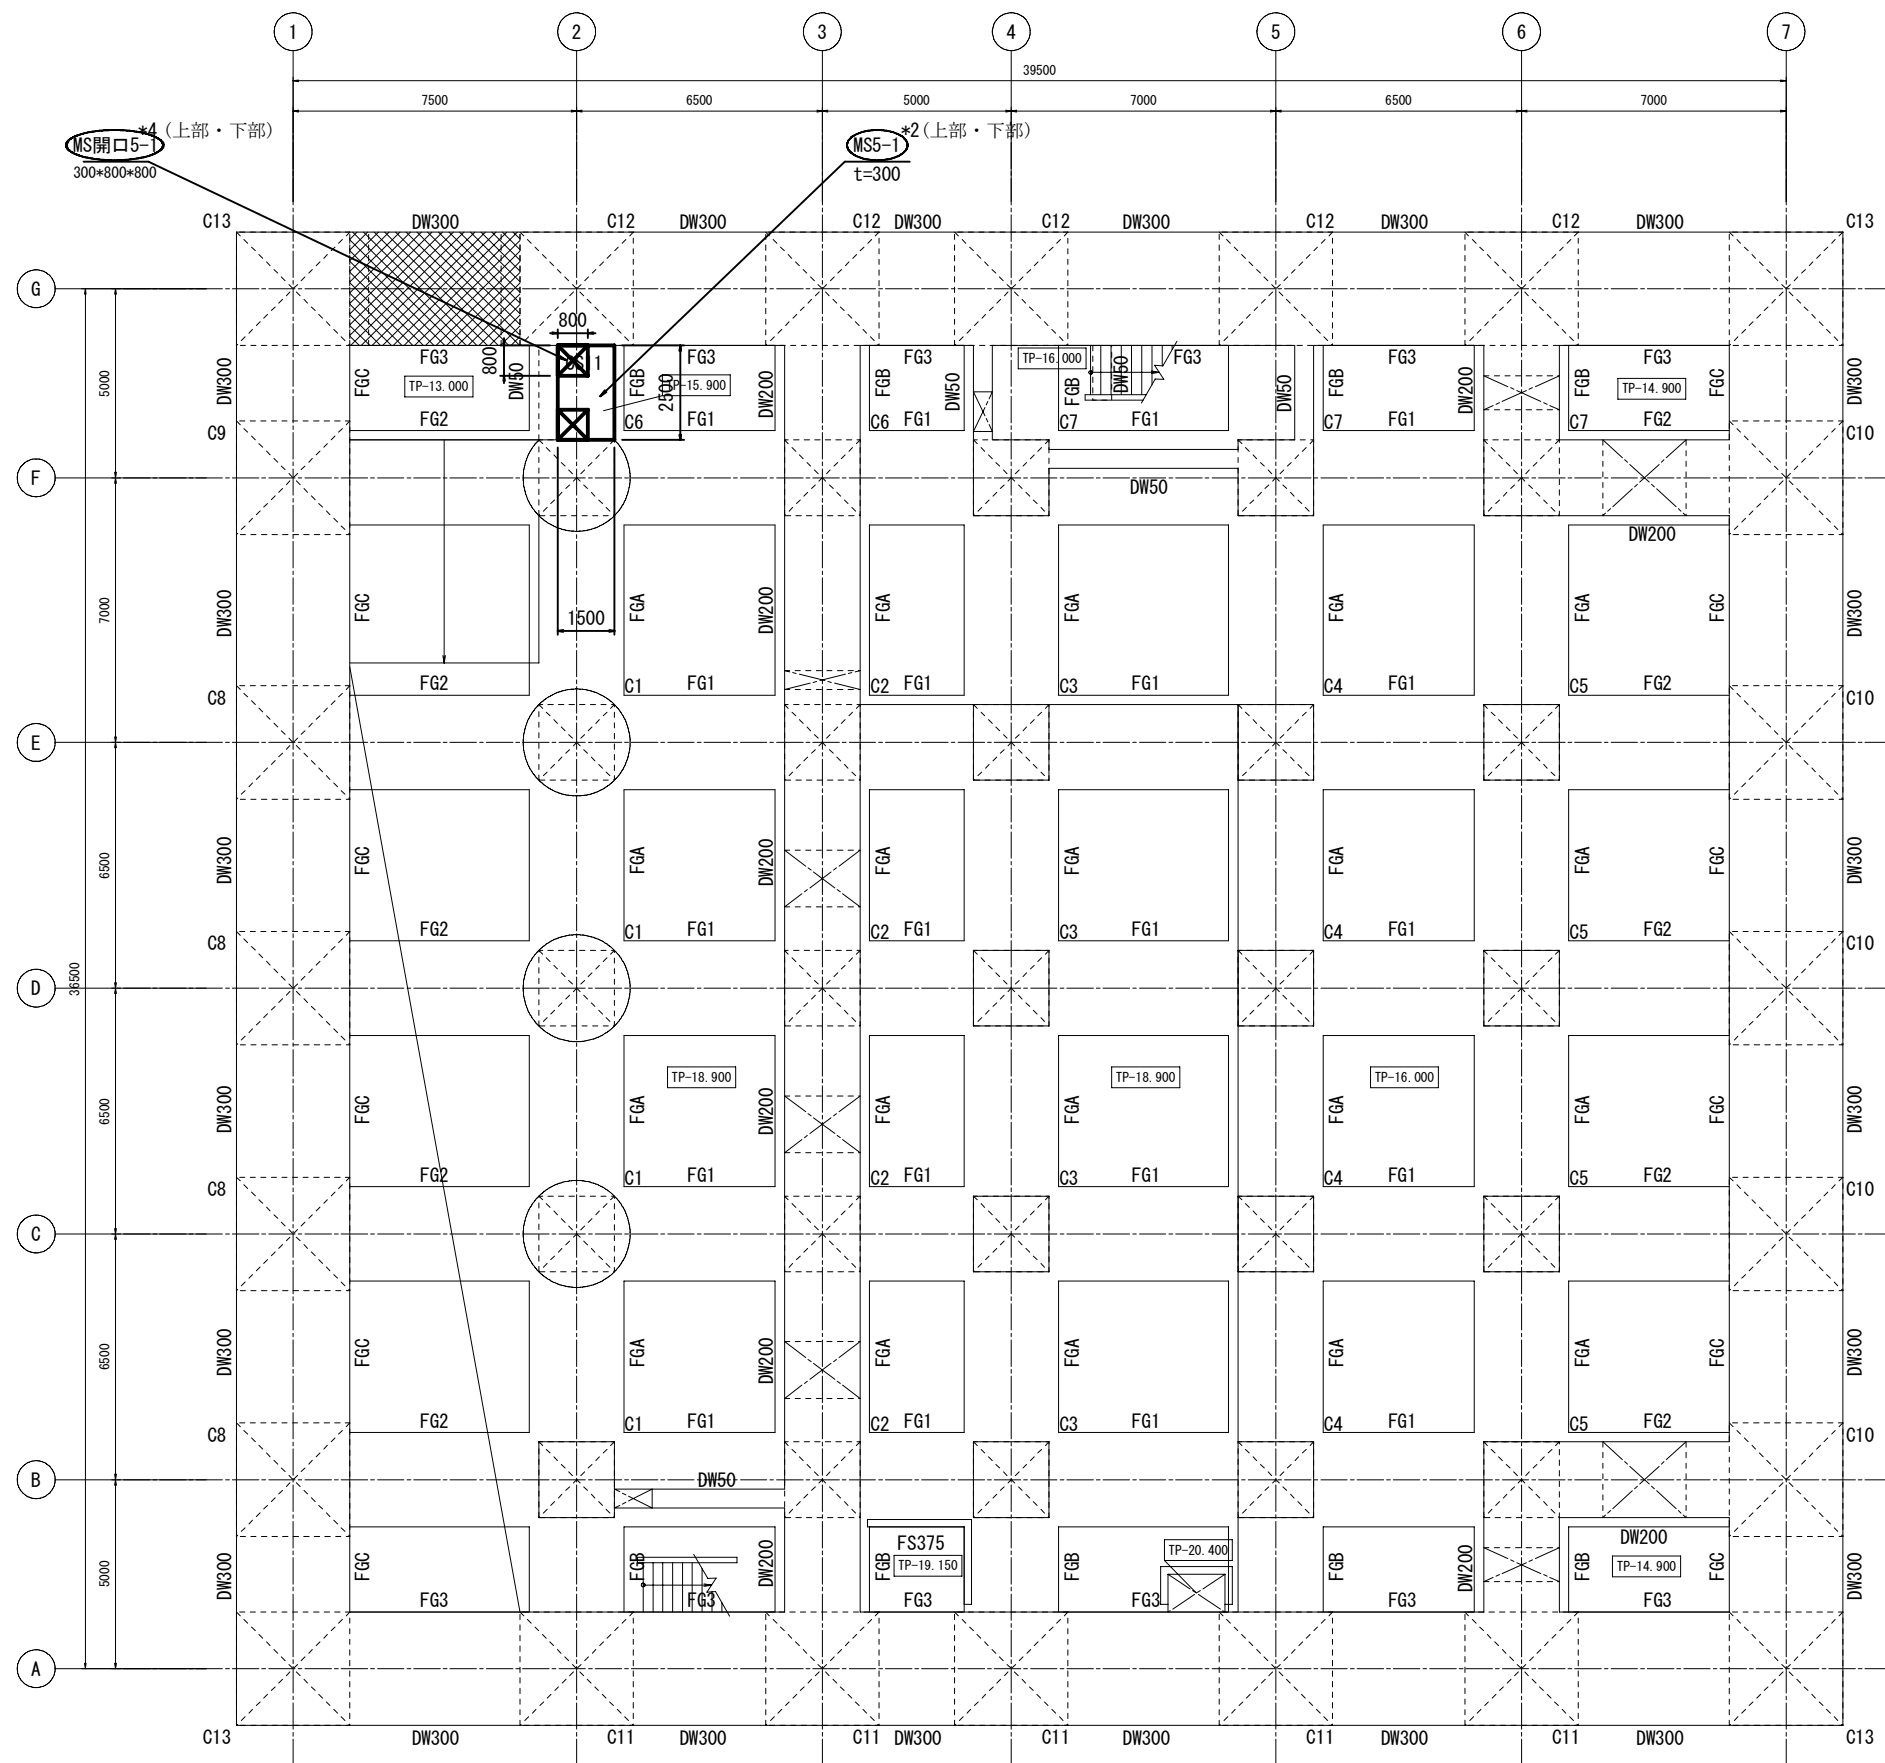 1 2 3 4 5 6 7
39500
7500 6500 5000 7000 6500 7000
*4 (上部・下部) *2 (上部・下部)
MS開口5-1 MS5-1
300*800*800 t=300
C13 DW300 C12 DW300 C12 DW300 C12 DW300 C12 DW300 C12 DW300 C13
G
800
FG3 FG3 FG3 TP-16.000 FG3 FG3 FG3
5000 DW300 FGC TP-13.000 DW50 800 1 FGB TP-15.900 2500 DW200 FGB DW50 FGB DW50 DW50 FGB DW200 FGB TP-14.900 FGC DW300
C9 FG2 C6 FG1 C6 FG1 C7 FG1 C7 FG1 C7 FG2 C10
F
DW50
DW200
7000 DW300 FGC 1500 FGA DW200 FGA FGA FGA FGA FGC DW300
C8 FG2 C1 FG1 C2 FG1 C3 FG1 C4 FG1 C5 FG2 C10
E
6500 DW300 FGC FGA DW200 FGA FGA FGA FGA FGC DW300
C8 FG2 C1 FG1 C2 FG1 C3 FG1 C4 FG1 C5 FG2 C10
D 36500
TP-18.900 TP-18.900 TP-16.000
6500 DW300 FGC FGA DW200 FGA FGA FGA FGA FGC DW300
C8 FG2 C1 FG1 C2 FG1 C3 FG1 C4 FG1 C5 FG2 C10
C
6500 DW300 FGC FGA DW200 FGA FGA FGA FGA FGC DW300
C8 FG2 C1 FG1 C2 FG1 C3 FG1 C4 FG1 C5 FG2 C10
B
DW50
FS375 TP-20.400 DW200
5000 DW300 FGC FGB DW200 FGB TP-19.150 FGB FGB DW200 FGB TP-14.900 FGC DW300
FG3 FG3 FG3 FG3 FG3 FG3
A
C13 DW300 C11 DW300 C11 DW300 C11 DW300 C11 DW300 C11 DW300 C13